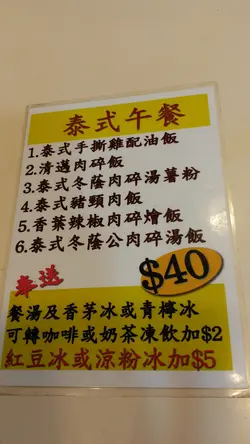 泰式午餐
1.泰式手撕雞配油飯
2.清邁肉碎飯
3.泰式冬蔭肉碎湯薯粉
4.泰式豬頸肉飯
5.香葉辣椒肉碎燴飯
6.泰式冬蔭公肉碎湯飯
$40
奉送
餐湯及香茅冰或青檸冰
可轉咖啡或奶茶凍飲加$2
紅豆冰或涼粉冰加$5